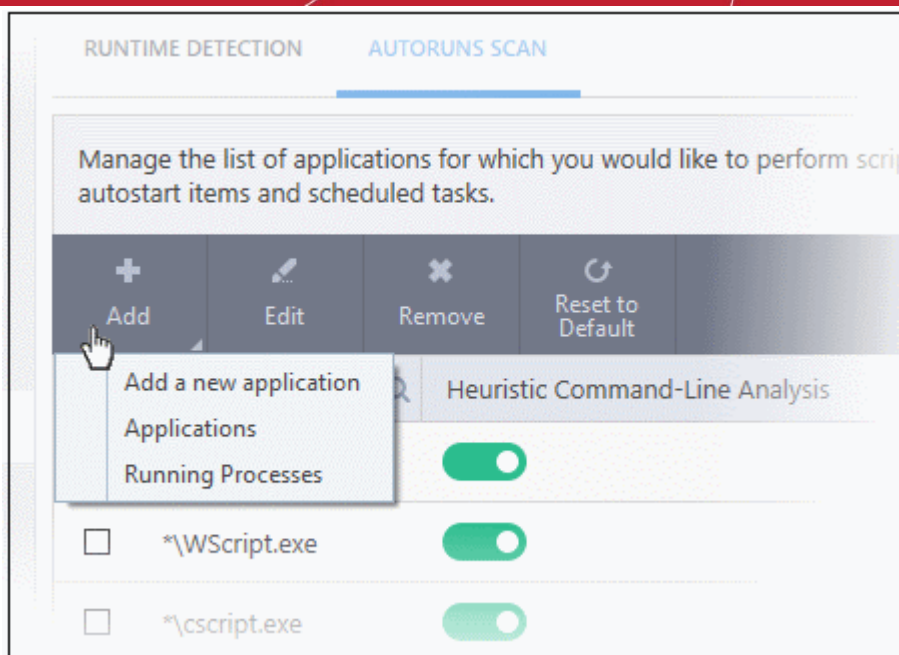 RUNTIME DETECTION
AUTORUNS SCAN
Manage the list of applications for which you would like to perform
autostart items and scheduled tasks.
Add
Edit
Remove
Reset to
Default
Add a new application
Applications
Running Processes
Heuristic Command-Line Analysis
*\WScript.exe
*\cscript.exe